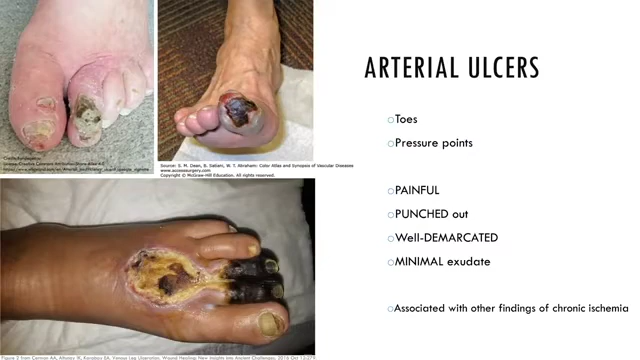 ARTERIAL ULCERS
Toes
Pressure points
PAINFUL
PUNCHED out
Well-DEMARCATED
MINIMAL exudate
Associated with other findings of chronic ischemia
Source: S. M. Dean, B. Satiani, W. T. Abraham: Color Atlas and Synopsis of Vascular Diseases
www.accesssurgery.com
Copyright © McGraw-Hill Education. All rights reserved.